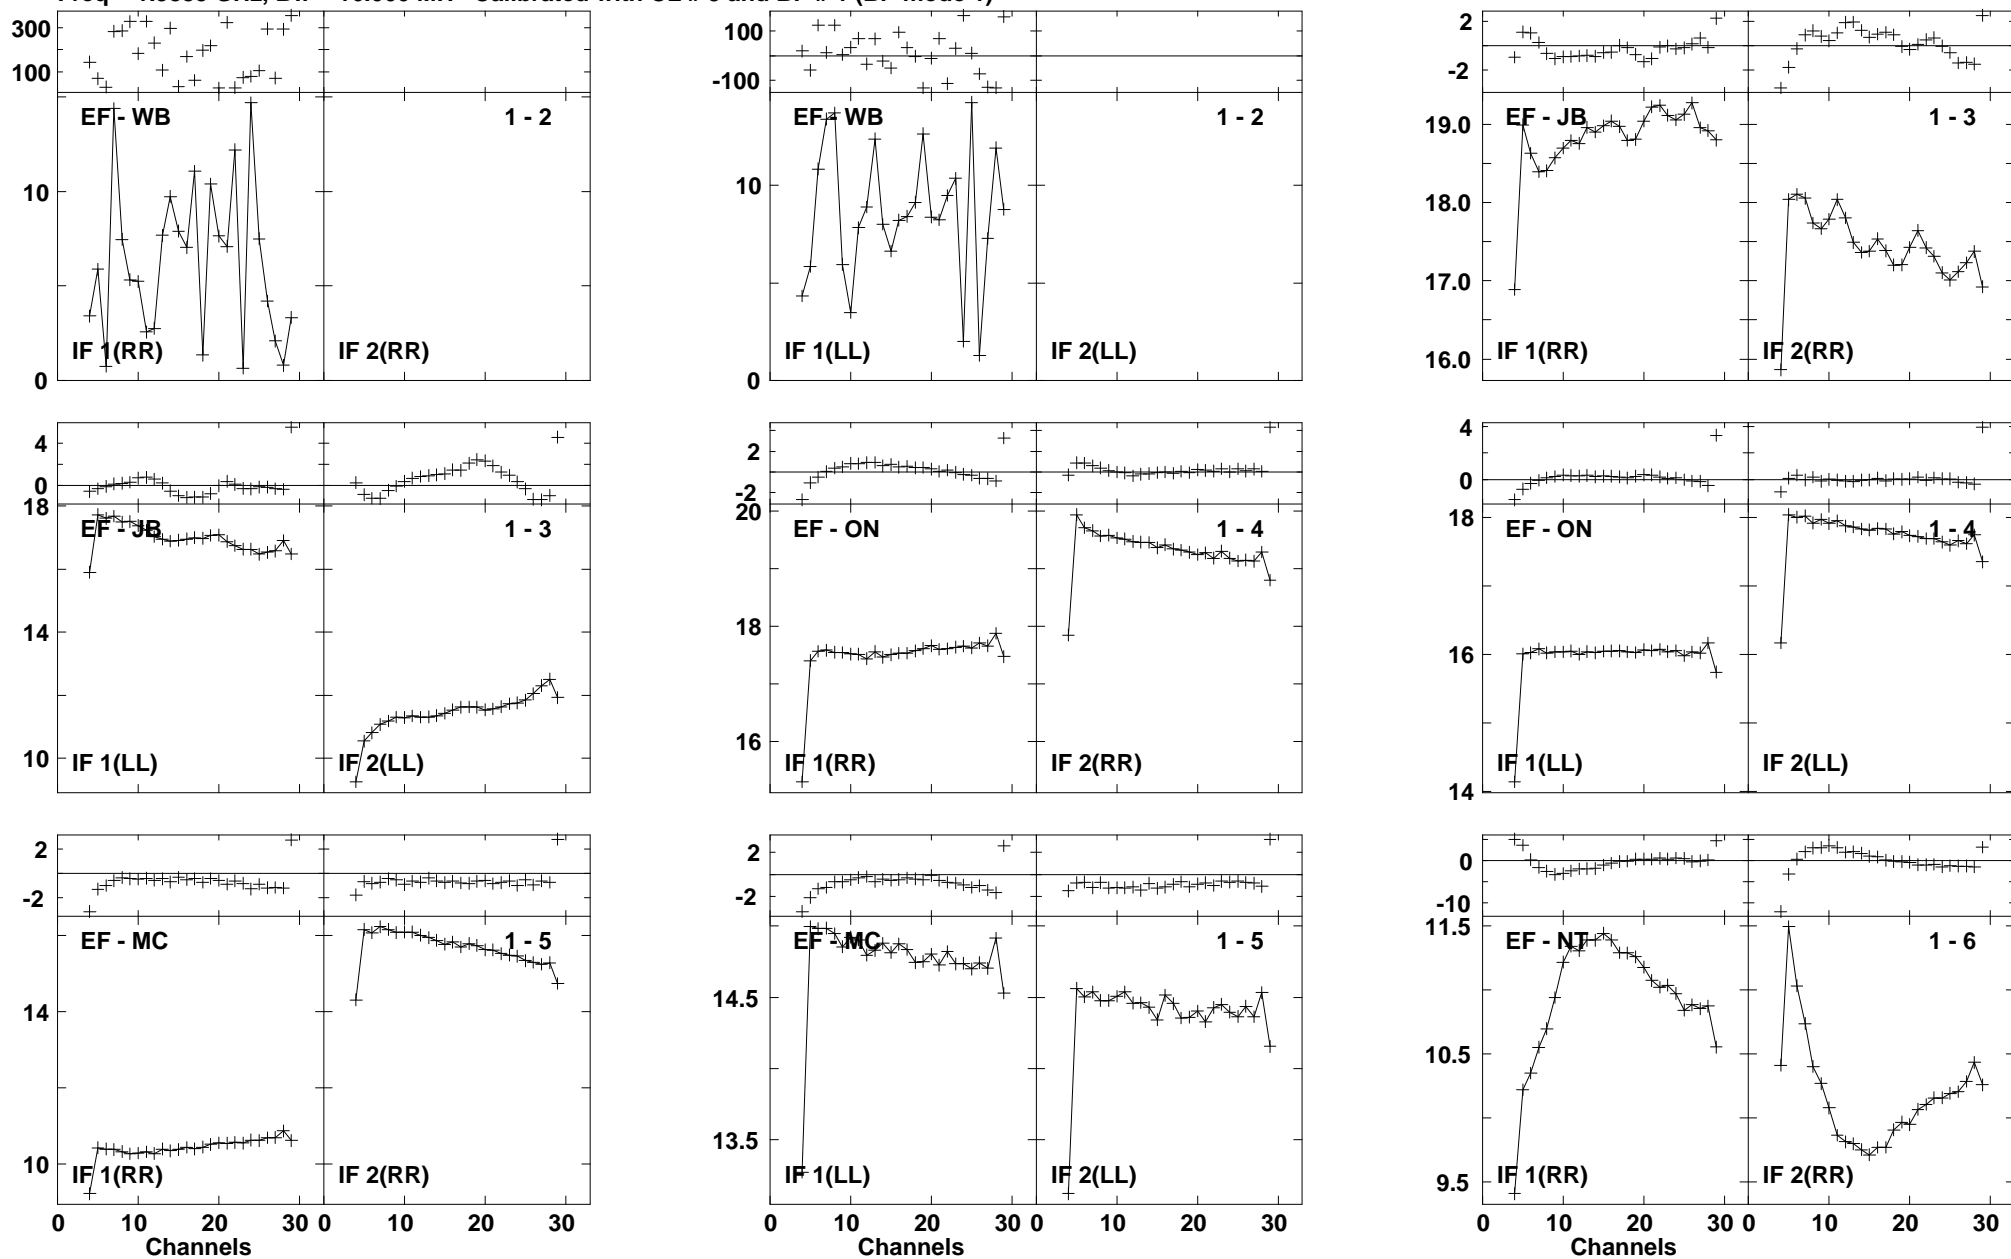 300
100
EF - WB
1 - 2
10
0
IF 1(RR)
IF 2(RR)
100
-100
EF - WB
1 - 2
10
0
IF 1(LL)
IF 2(LL)
2
-2
EF - JB
1 - 3
19.0
18.0
17.0
16.0
IF 1(RR)
IF 2(RR)
4
0
18
EF - JB
1 - 3
14
10
IF 1(LL)
IF 2(LL)
2
-2
20
EF - ON
1 - 4
18
16
IF 1(RR)
IF 2(RR)
4
0
18
EF - ON
1 - 4
16
14
IF 1(LL)
IF 2(LL)
2
-2
EF - MC
1 - 5
14
10
IF 1(RR)
IF 2(RR)
0 10 20 30 0 10 20 30
Channels
2
-2
EF - MC
1 - 5
14.5
13.5
IF 1(LL)
IF 2(LL)
0 10 20 30 0 10 20 30
Channels
0
-10
11.5
EF - NT
1 - 6
10.5
9.5
IF 1(RR)
IF 2(RR)
0 10 20 30 0 10 20 30
Channels